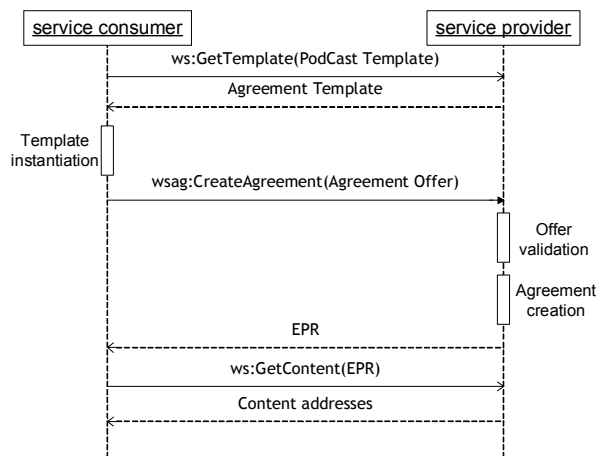 service consumer
service provider
ws:GetTemplate(PodCast Template)
Agreement Template
Template
instantiation
wsag:CreateAgreement(Agreement Offer)
Offer
validation
Agreement
creation
EPR
ws:GetContent(EPR)
Content addresses